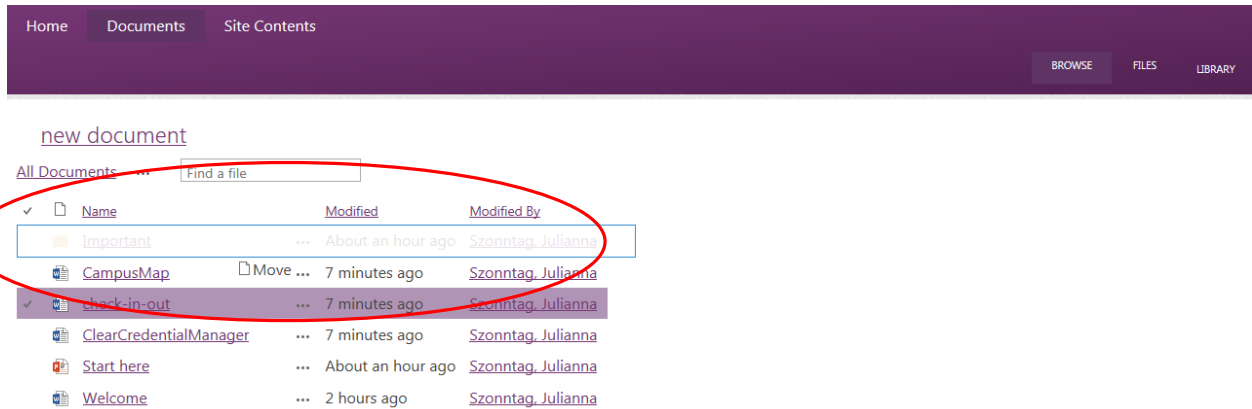 Home Documents Site Contents
BROWSE FILES LIBRARY
new document
All Documents ... Find a file
Name Modified Modified By
Important ... About an hour ago Szonntag, Julianna
CampusMap Move ... 7 minutes ago Szonntag, Julianna
check-in-out ... 7 minutes ago Szonntag, Julianna
ClearCredentialManager ... 7 minutes ago Szonntag, Julianna
Start here ... About an hour ago Szonntag, Julianna
Welcome ... 2 hours ago Szonntag, Julianna